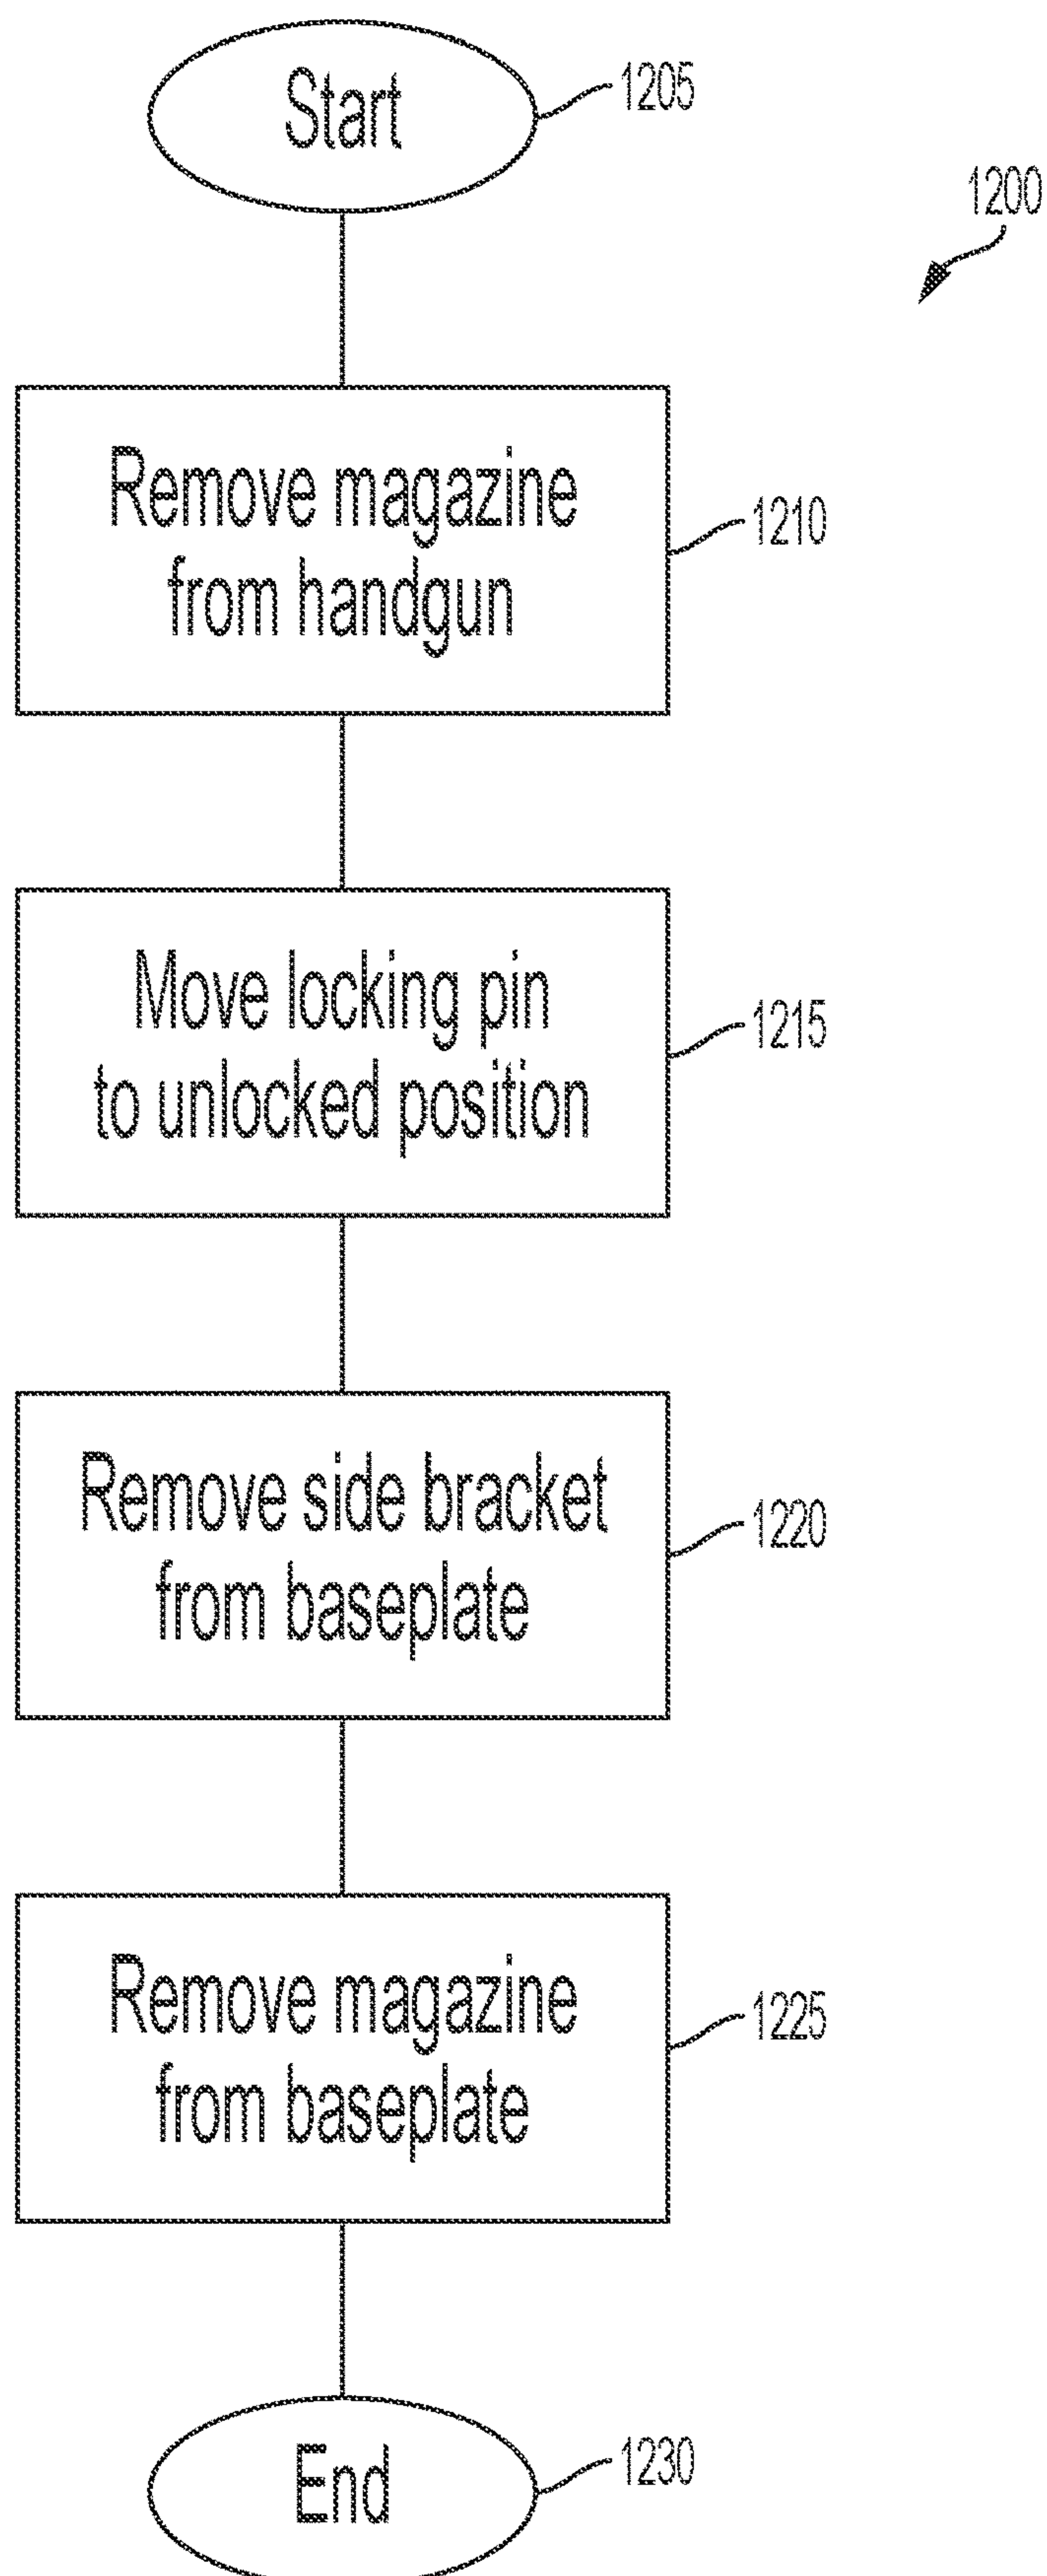 Start
1205
1200
Remove magazine
from handgun
1210
Move locking pin
to unlocked position
1215
Remove side bracket
from baseplate
1220
Remove magazine
from baseplate
1225
End
1230